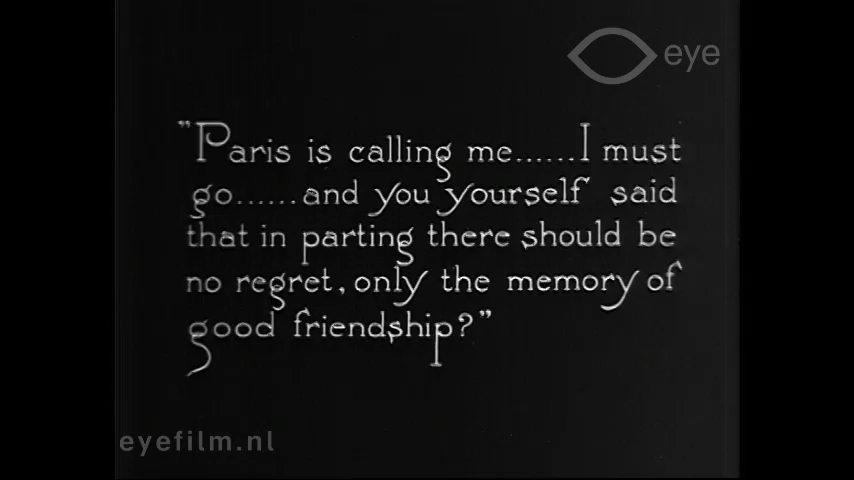 eye
"Paris is calling me......I must
go......and you yourself said
that in parting there should be
no regret, only the memory of
good friendship?"
eyefilm.nl